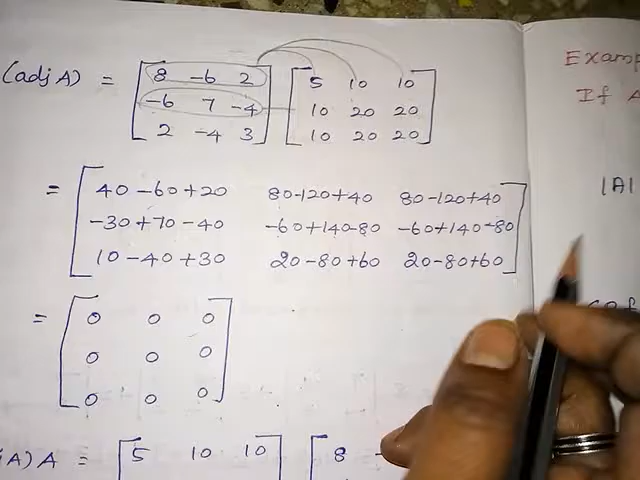 (adj A) = [ 8 -6 2 ] [ 5 10 10 ]
[ -6 7 -4 ] [ 10 20 20 ]
[ 2 -4 3 ] [ 10 20 20 ]
= [ 40 -60 +20 80-120+40 80-120+40 ]
[ -30+70-40 -60+140-80 -60+140-80 ]
[ 10-40+30 20-80+60 20-80+60 ]
= [ 0 0 0 ]
[ 0 0 0 ]
[ 0 0 0 ]
A) A = [ 5 10 10 ] [ 8
Examp
If A
|A|